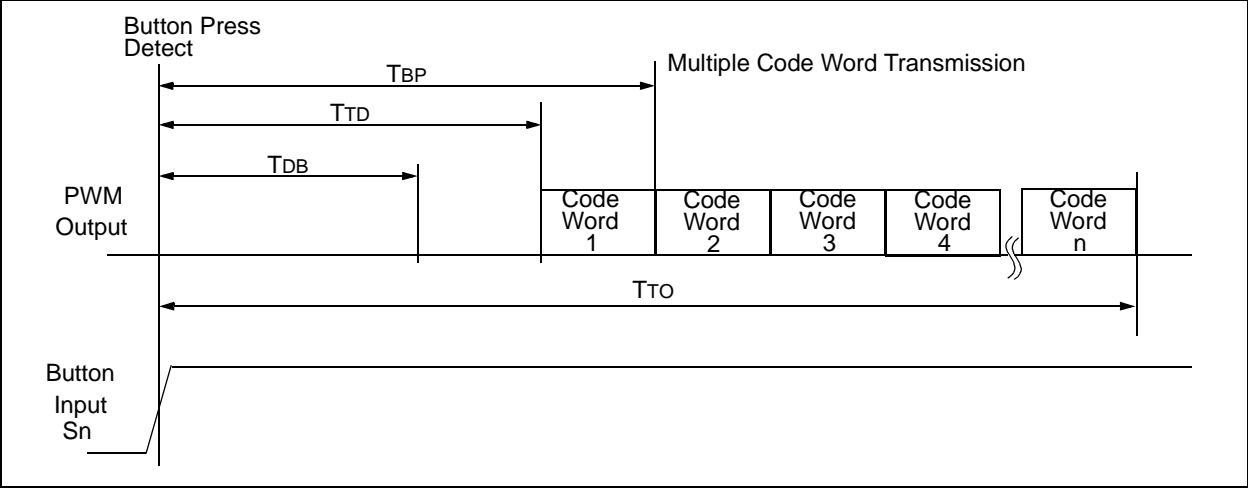 Button Press
Detect
TBP
Multiple Code Word Transmission
TTD
TDB
PWM
Output
Code
Word
1
Code
Word
2
Code
Word
3
Code
Word
4
Code
Word
n
TTO
Button
Input
Sn